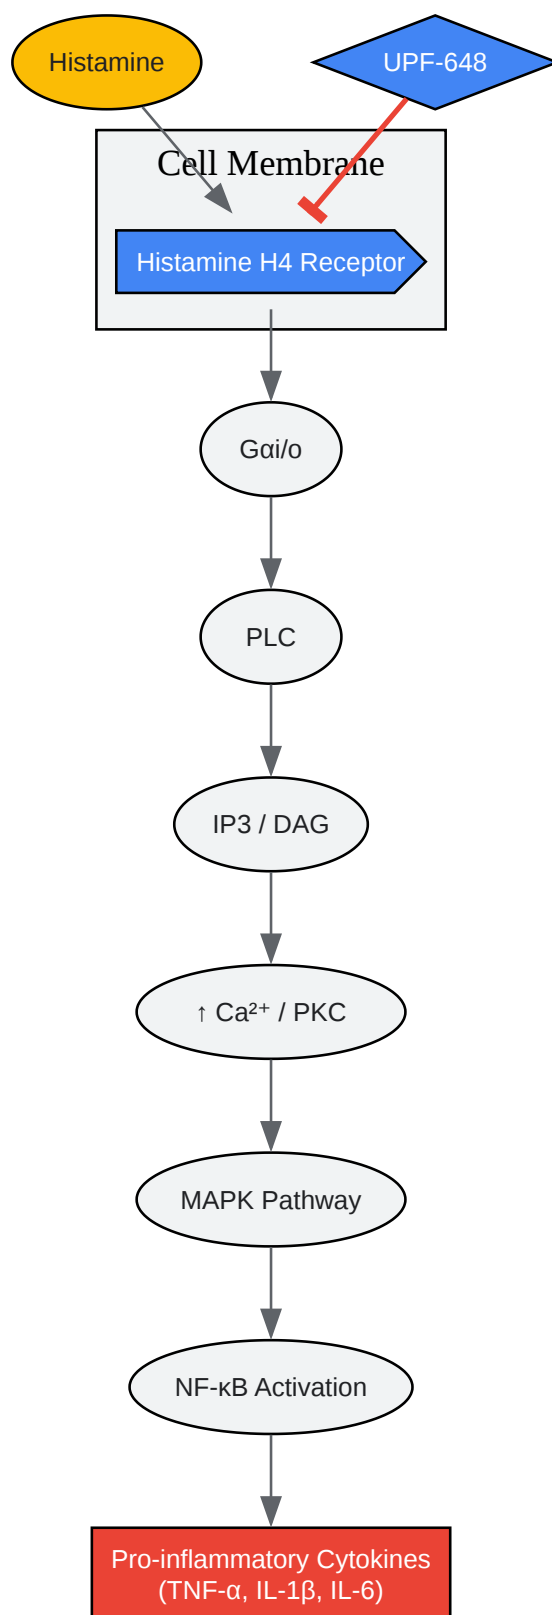 Histamine
UPF-648
Cell Membrane
Histamine H4 Receptor
Gαi/o
PLC
IP3 / DAG
↑ Ca²⁺ / PKC
MAPK Pathway
NF-κB Activation
Pro-inflammatory Cytokines
(TNF-α, IL-1β, IL-6)